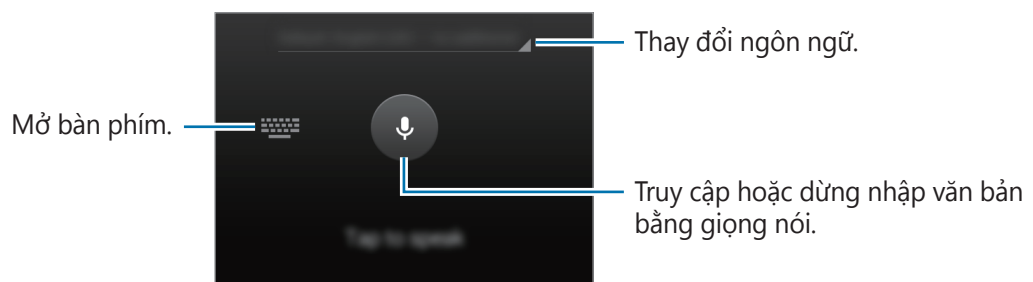 Thay đổi ngôn ngữ.
Mở bàn phím.
Truy cập hoặc dừng nhập văn bản
bằng giọng nói.
Tap to speak